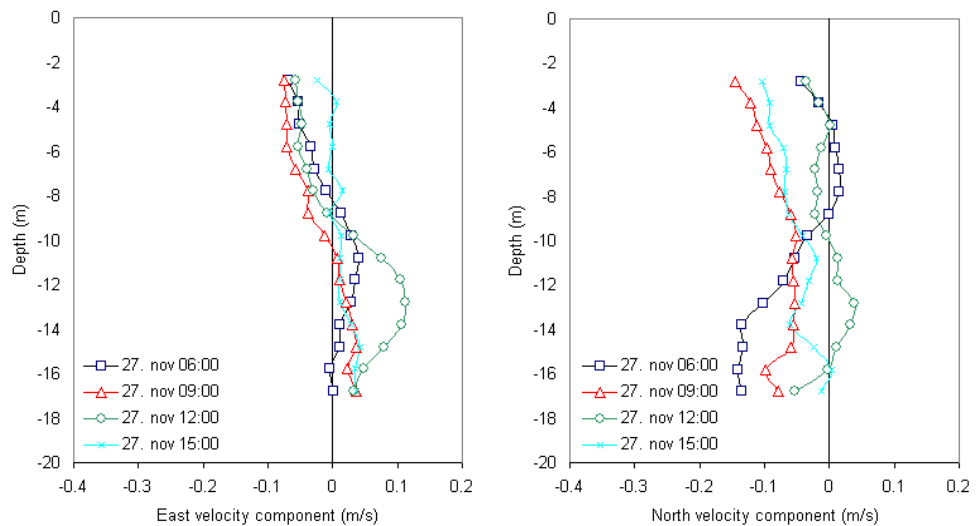 0
-2
-4
-6
-8
-10
-12
-14
-16
-18
-20
Depth (m)
27. nov 06:00
27. nov 09:00
27. nov 12:00
27. nov 15:00
-0.4 -0.3 -0.2 -0.1 0 0.1 0.2
East velocity component (m/s)
0
-2
-4
-6
-8
-10
-12
-14
-16
-18
-20
Depth (m)
27. nov 06:00
27. nov 09:00
27. nov 12:00
27. nov 15:00
-0.4 -0.3 -0.2 -0.1 0 0.1 0.2
North velocity component (m/s)